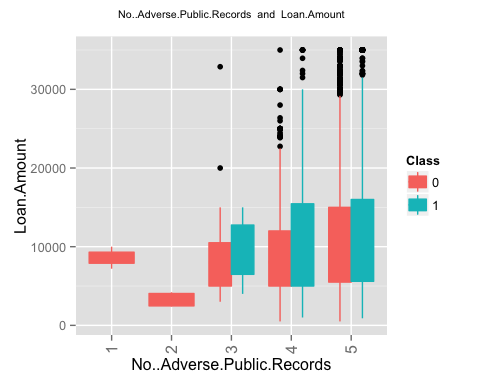 No..Adverse.Public.Records and Loan.Amount
Loan.Amount
30000
20000
10000
0
1
2
3
4
5
No..Adverse.Public.Records
Class
0
1